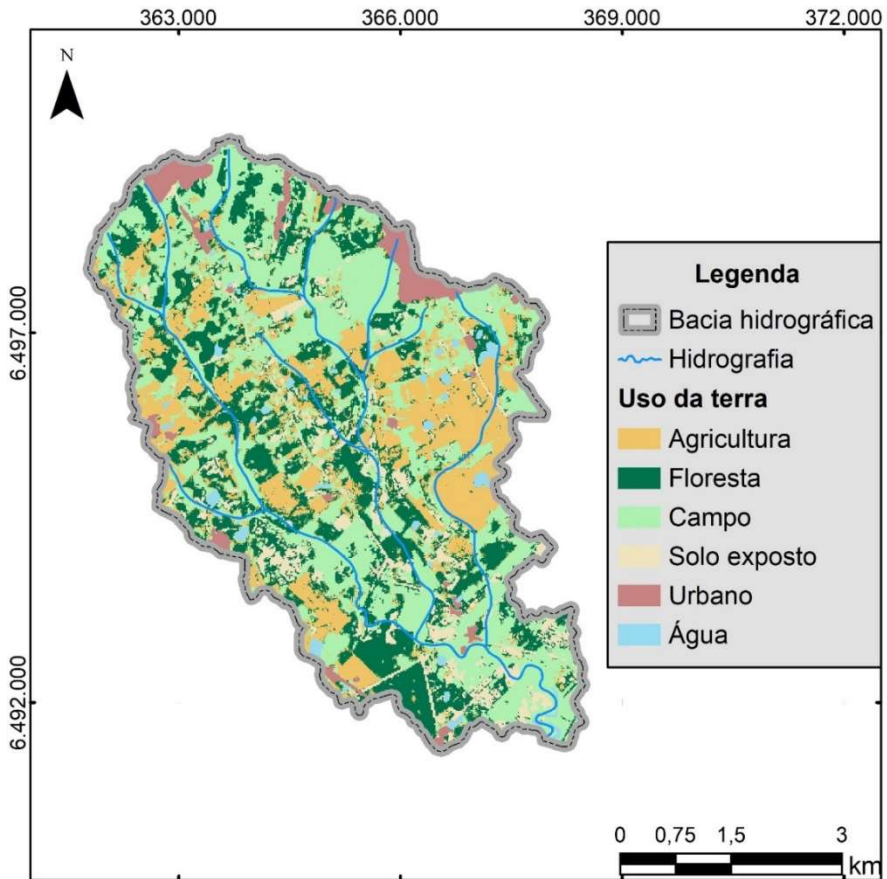 363.000 366.000 369.000 372.000
N
6.497.000
6.492.000
Legenda
Bacia hidrográfica
Hidrografia
Uso da terra
Agricultura
Floresta
Campo
Solo exposto
Urbano
Água
0 0,75 1,5 3
km